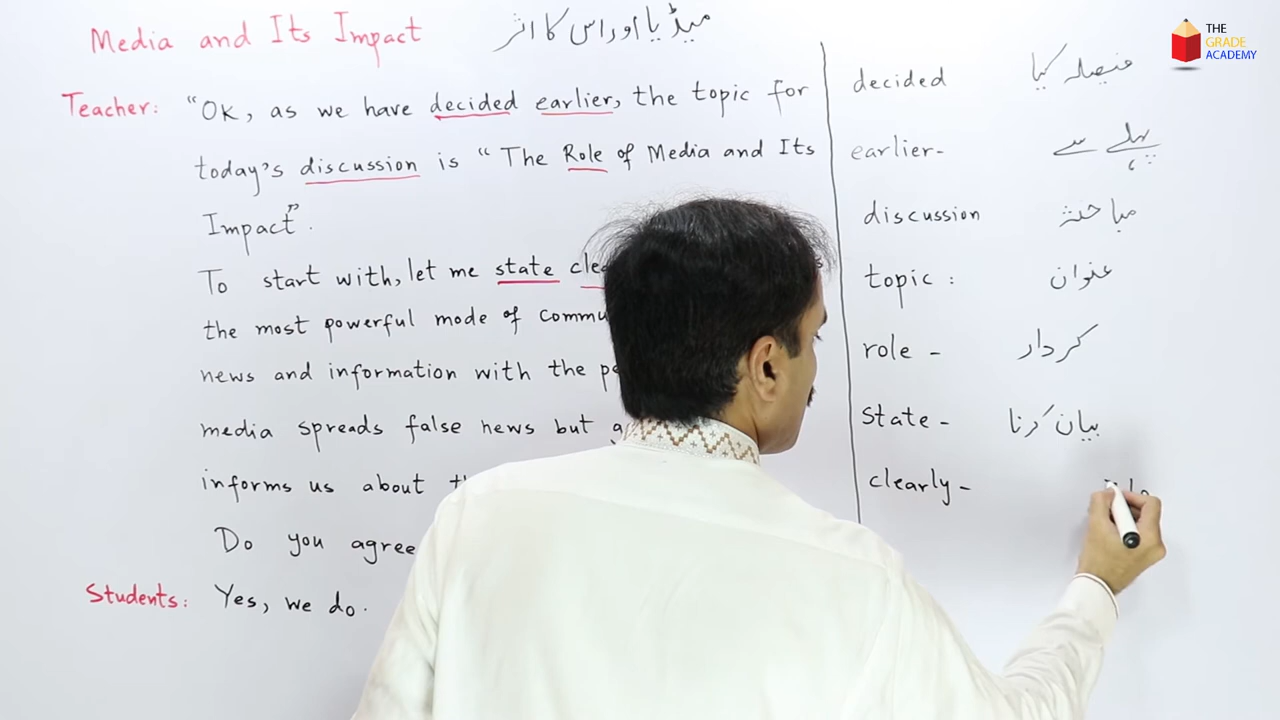 Media and Its Impact میڈیا اور اس کا اثر
THE
GRADE
ACADEMY
Teacher: "OK, as we have decided earlier, the topic for
today's discussion is "The Role of Media and Its
Impact".
To start with, let me state
the most powerful mode of
news and information with the
media spreads false news but
informs us about
Do you agree
Students: Yes, we do.
decided فیصلہ کیا
earlier- پہلے سے
discussion مباحثہ
topic : عنوان
role - کردار
State - بیان کرنا
clearly -